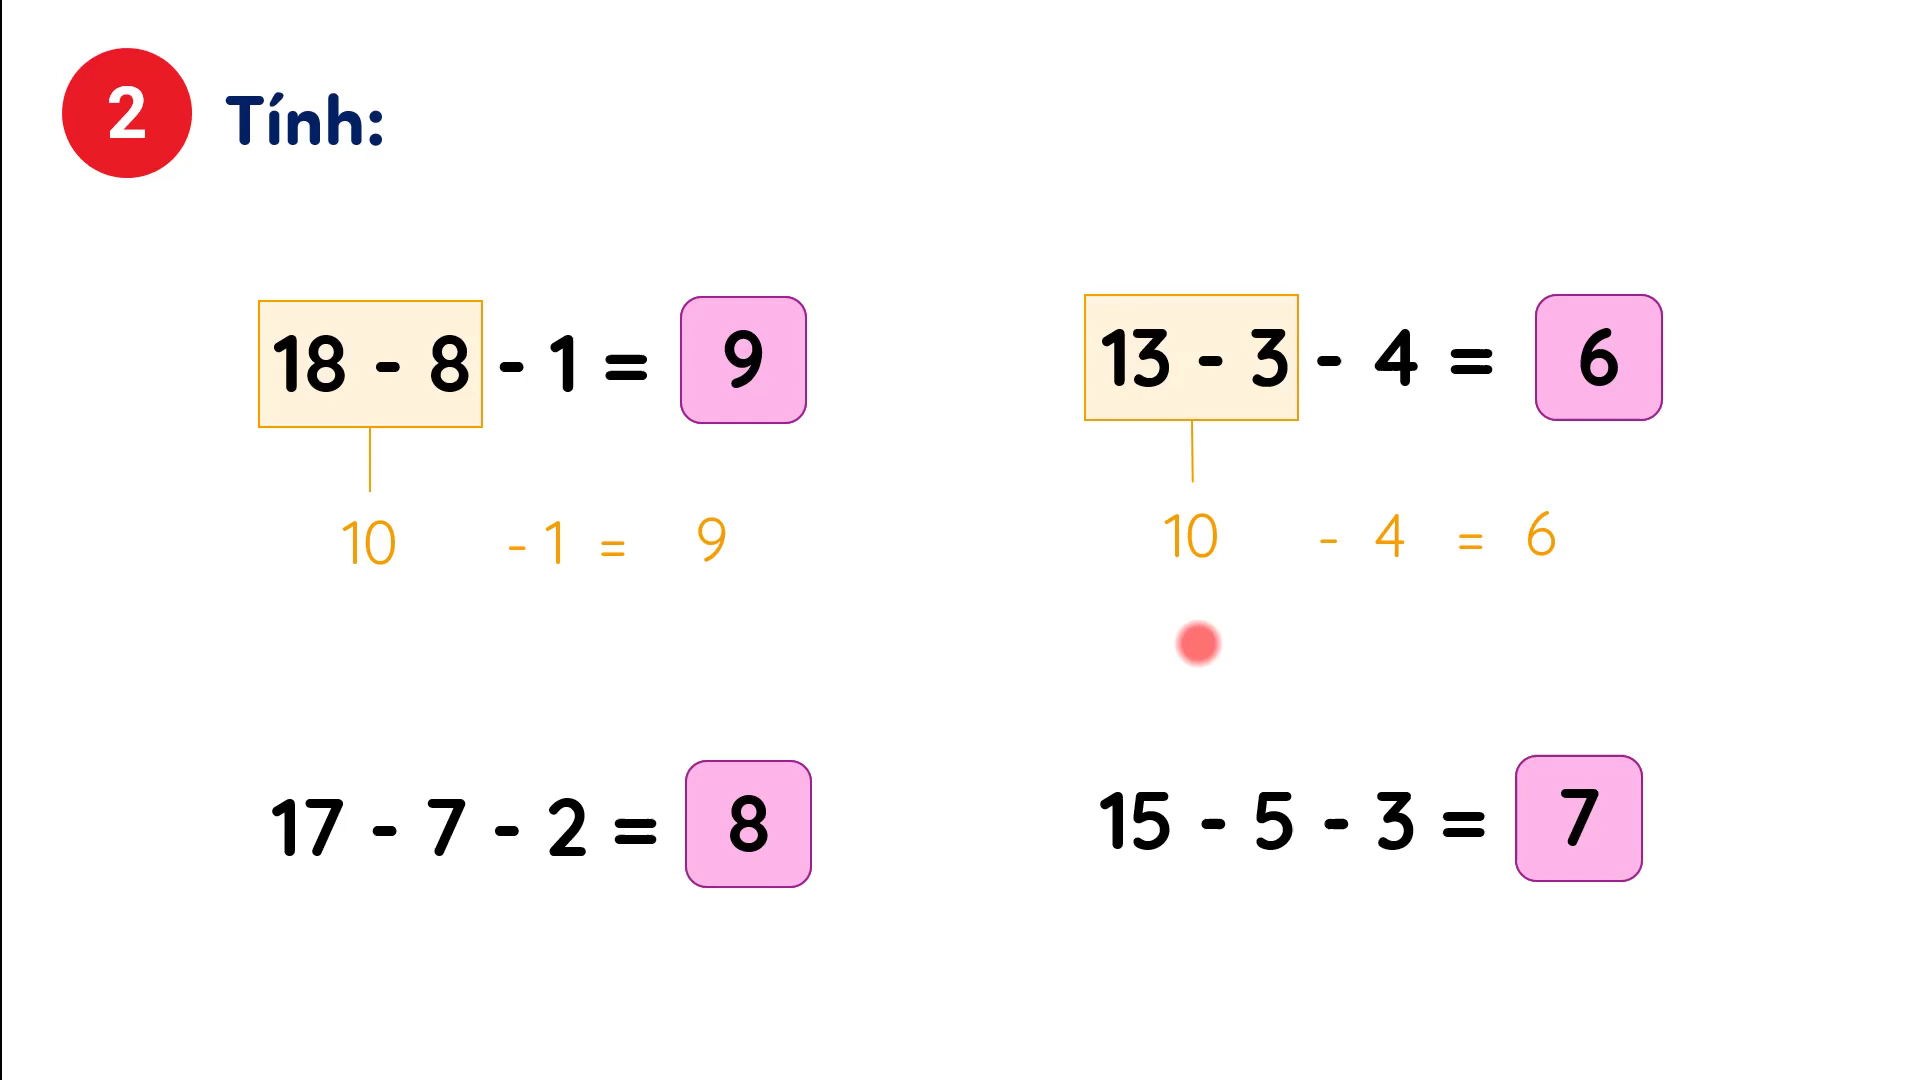 2 Tính:
18 - 8 - 1 = 9
13 - 3 - 4 = 6
10 - 1 = 9
10 - 4 = 6
17 - 7 - 2 = 8
15 - 5 - 3 = 7